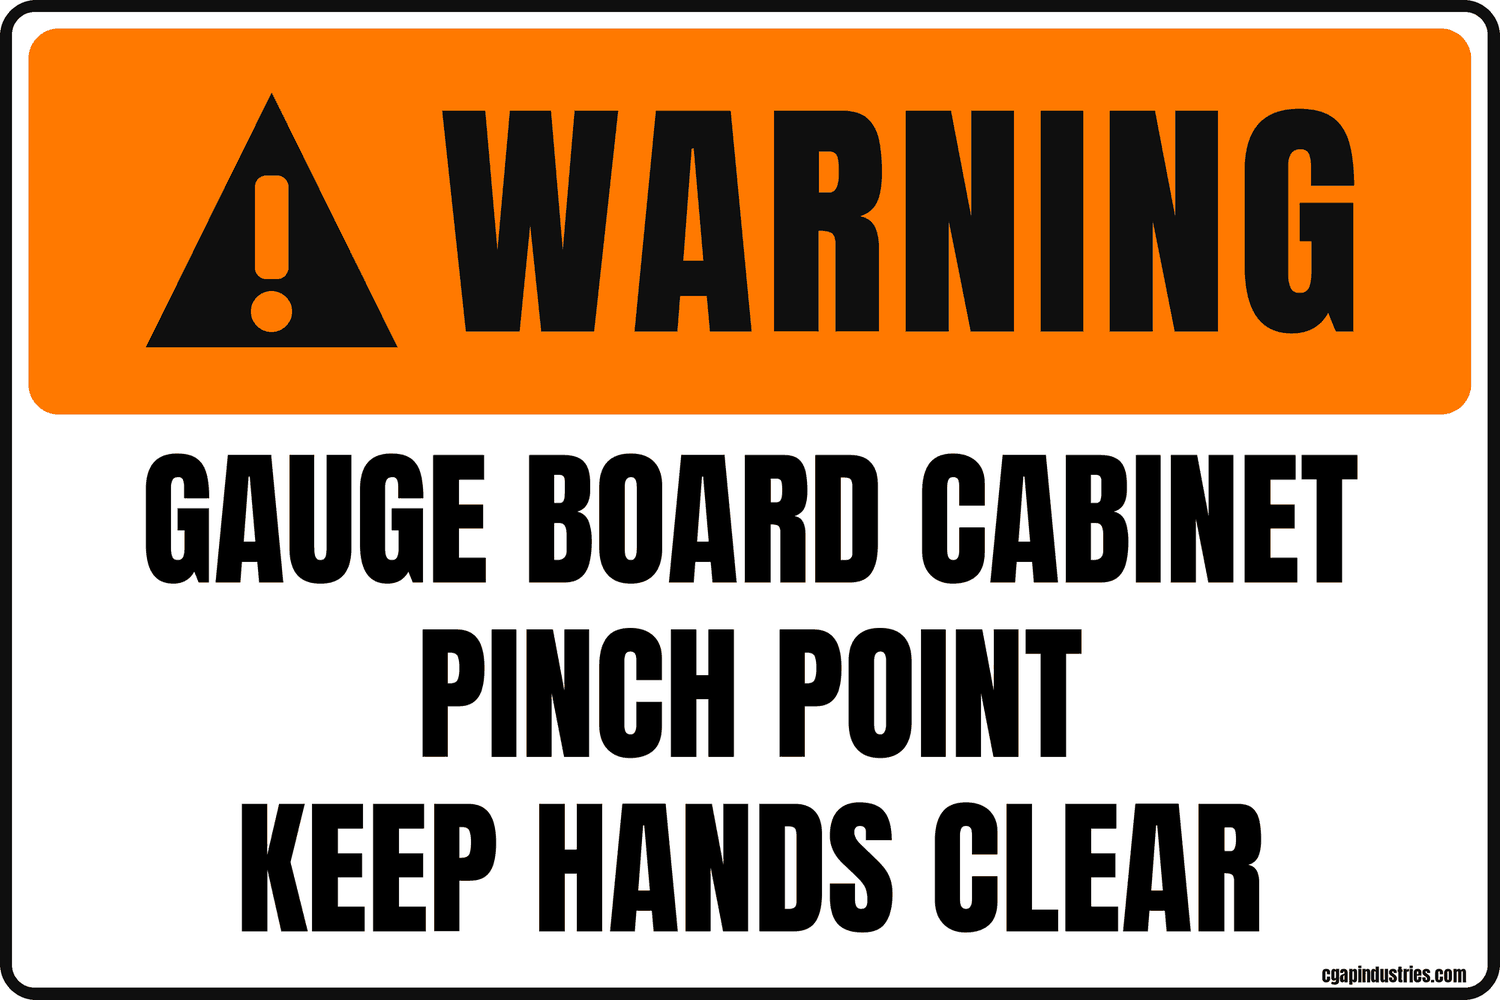 WARNING
GAUGE BOARD CABINET
PINCH POINT
KEEP HANDS CLEAR
cgapindustries.com